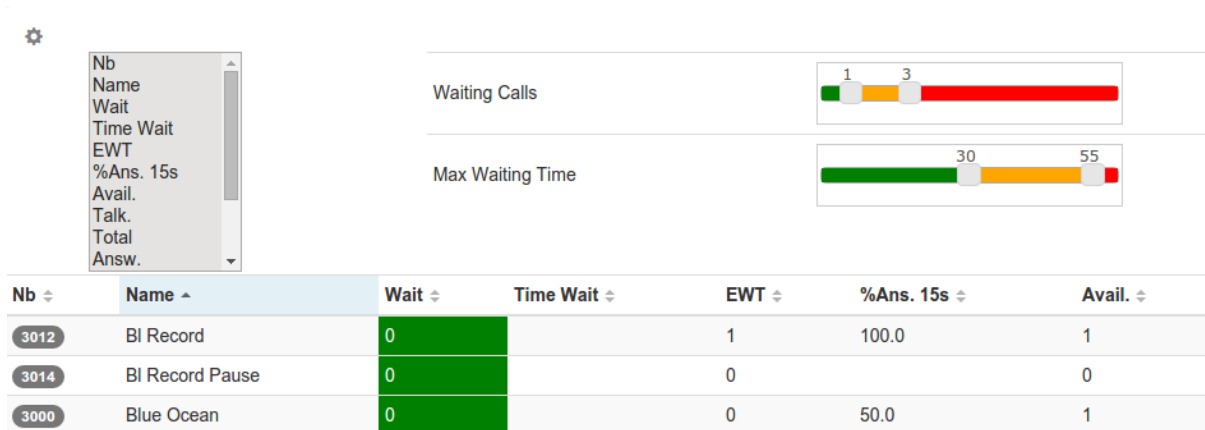 Nb
Name
Wait
Time Wait
EWT
%Ans. 15s
Avail.
Talk.
Total
Answ.
Waiting Calls
1 3
Max Waiting Time
30 55
Nb Name Wait Time Wait EWT %Ans. 15s Avail.
3012 Bl Record 0 1 100.0 1
3014 Bl Record Pause 0 0 0
3000 Blue Ocean 0 0 50.0 1